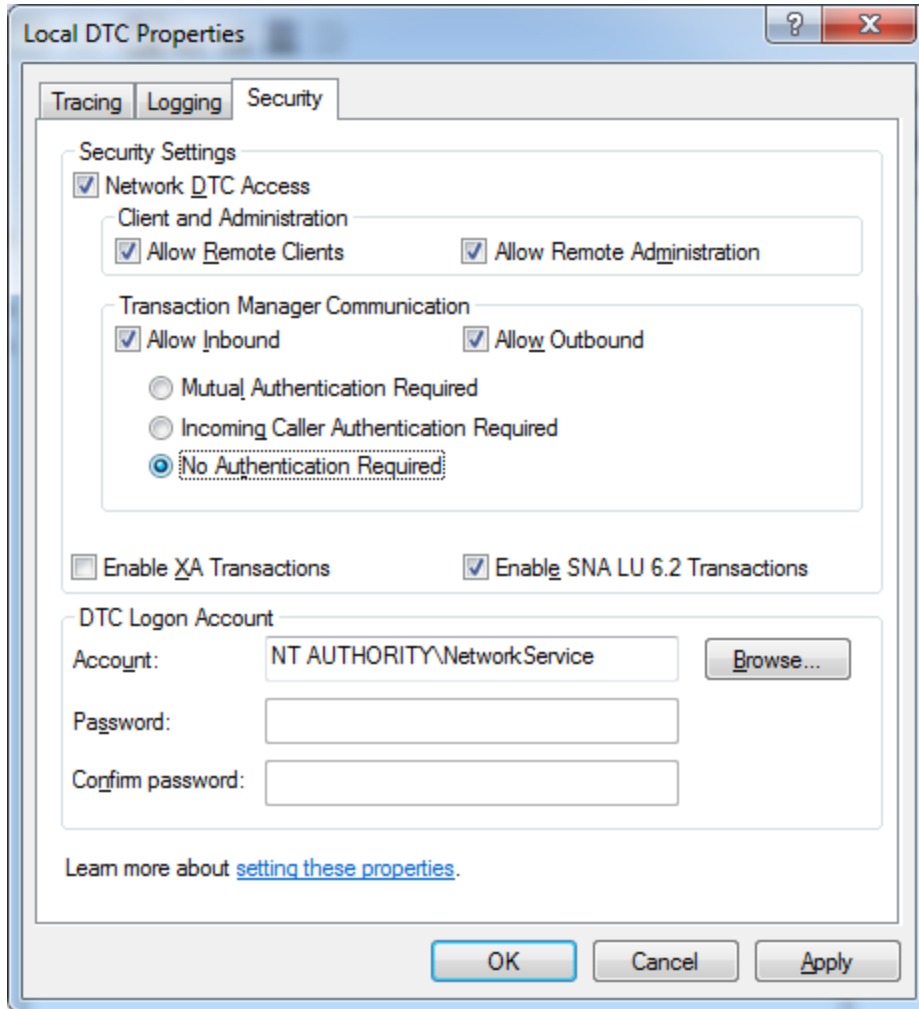 Local DTC Properties
? X
Tracing Logging Security
Security Settings
Network DTC Access
Client and Administration
Allow Remote Clients Allow Remote Administration
Transaction Manager Communication
Allow Inbound Allow Outbound
Mutual Authentication Required
Incoming Caller Authentication Required
No Authentication Required
Enable XA Transactions Enable SNA LU 6.2 Transactions
DTC Logon Account
Account: NT AUTHORITY\NetworkService Browse...
Password:
Confirm password:
Learn more about setting these properties.
OK Cancel Apply